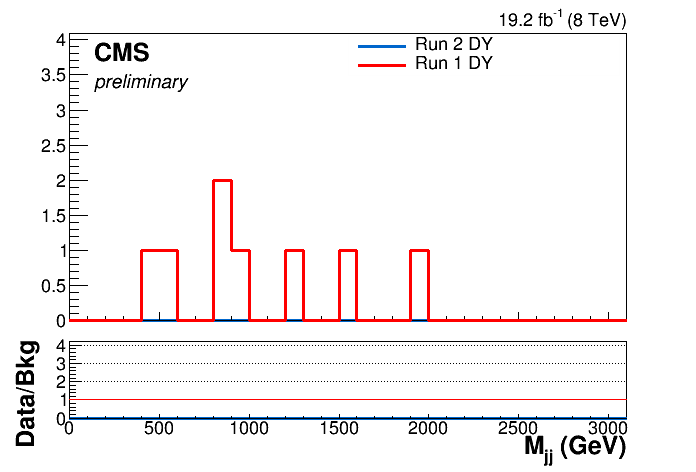 19.2 fb-1 (8 TeV)
CMS
preliminary
Run 2 DY
Run 1 DY
4
3.5
3
2.5
2
1.5
1
0.5
0
4
3
2
1
0
Data/Bkg
0 500 1000 1500 2000 2500 3000
Mjj (GeV)